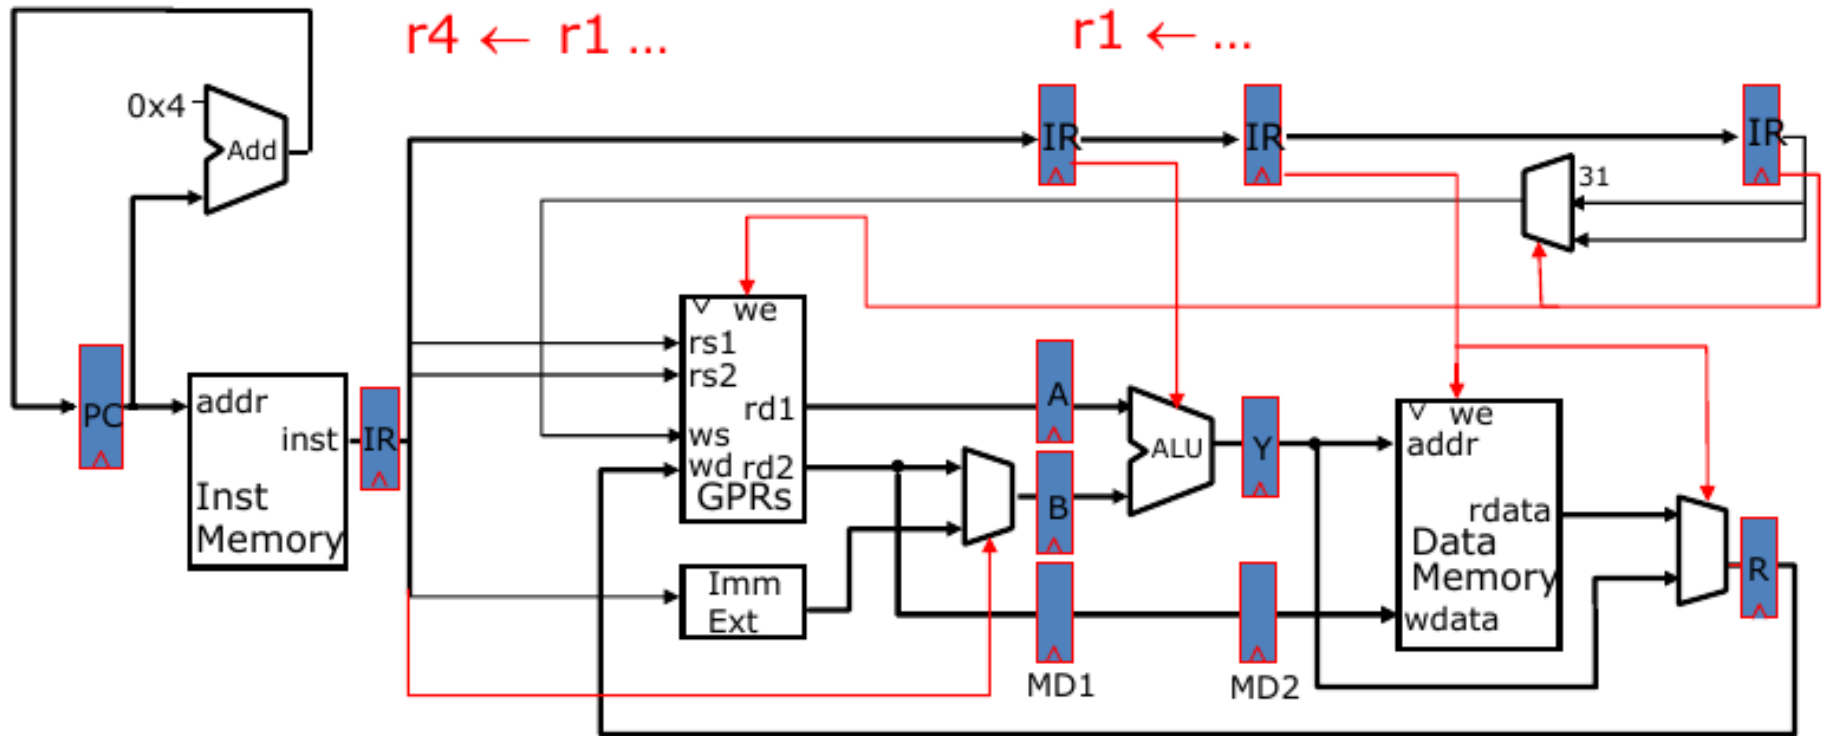 r4 ← r1 ...
r1 ← ...
0x4
Add
IR
IR
IR
31
we
rs1
rs2
rd1
ws
wd rd2
GPRs
PC
addr
inst
Inst
Memory
IR
A
B
ALU
Y
we
addr
rdata
Data
Memory
wdata
R
Imm
Ext
MD1
MD2